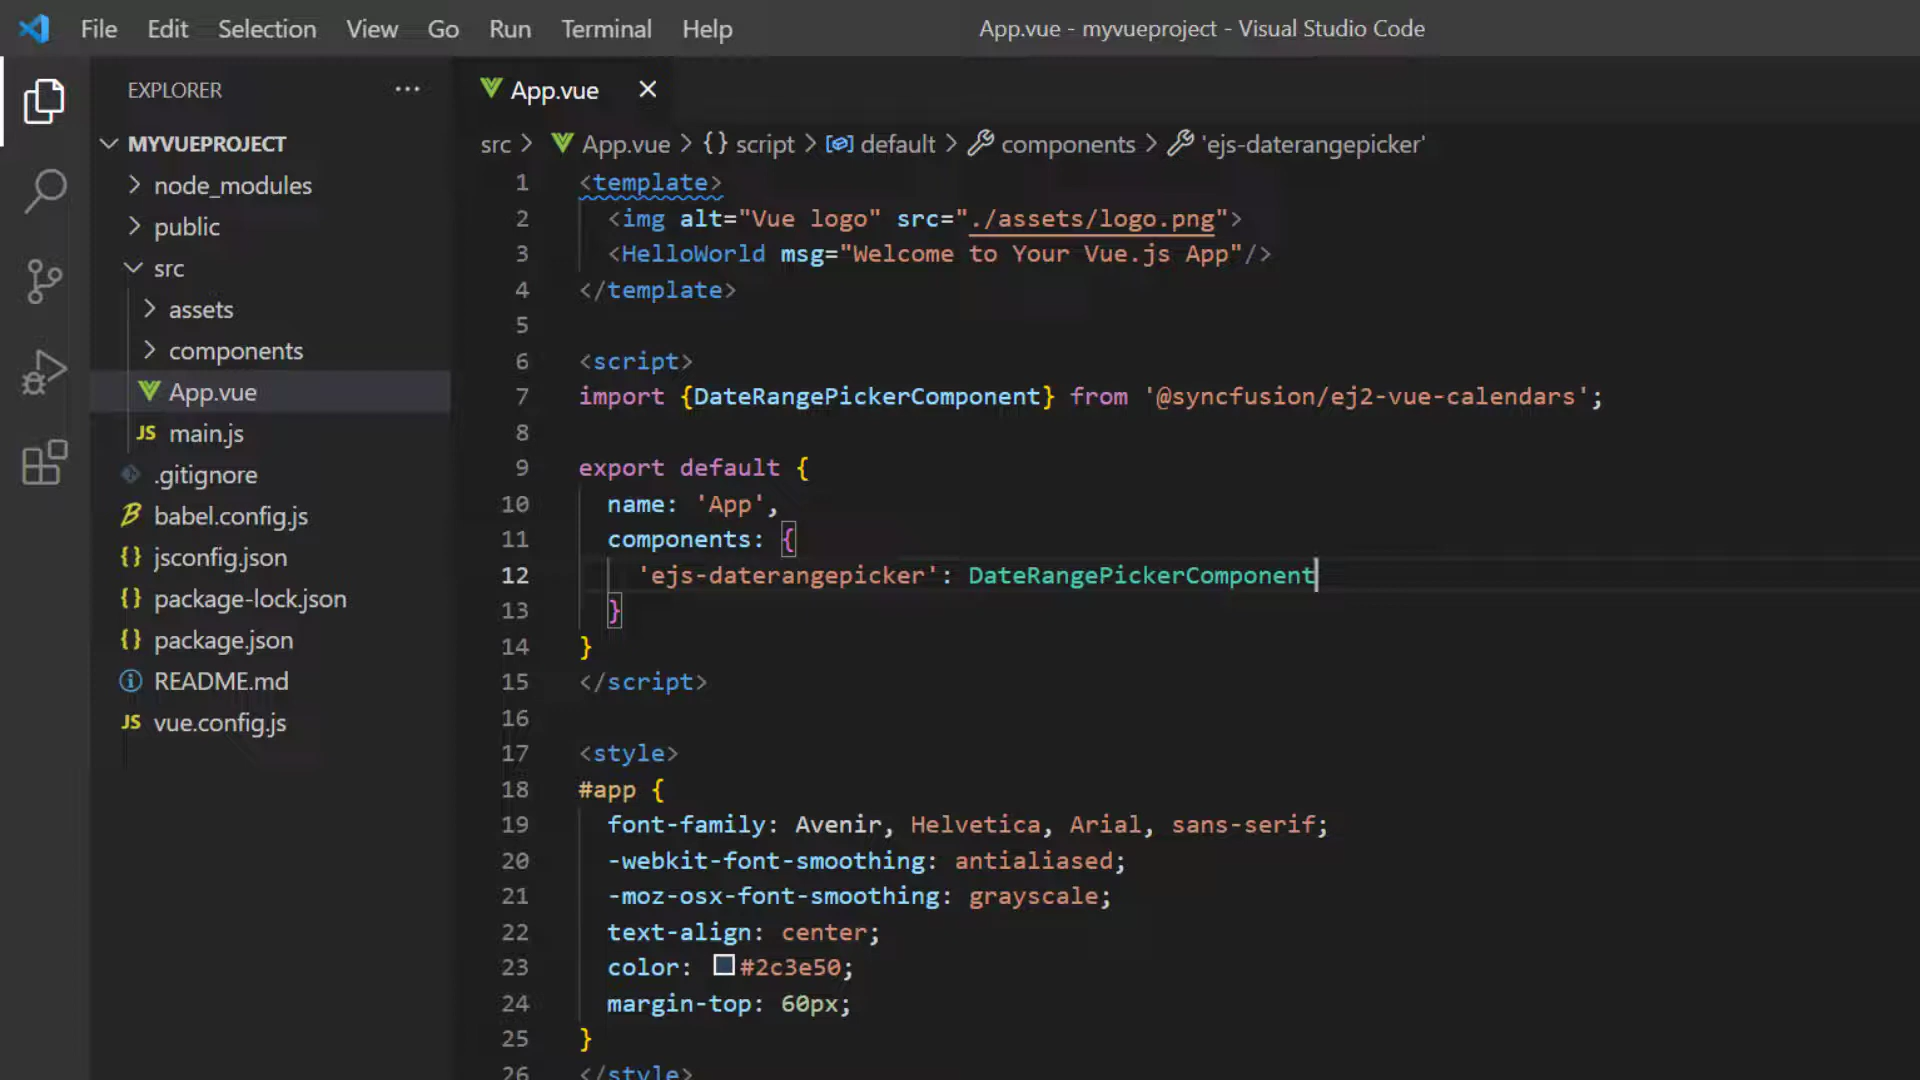 File Edit Selection View Go Run Terminal Help
App.vue - myvueproject - Visual Studio Code
EXPLORER
MYVUEPROJECT
node_modules
public
src
assets
components
App.vue
JS main.js
.gitignore
babel.config.js
{} jsconfig.json
{} package-lock.json
{} package.json
README.md
JS vue.config.js
App.vue
src > App.vue > {} script > default > components > 'ejs-daterangepicker'
1 <template>
2 <img alt="Vue logo" src="./assets/logo.png">
3 <HelloWorld msg="Welcome to Your Vue.js App"/>
4 </template>
5
6 <script>
7 import {DateRangePickerComponent} from '@syncfusion/ej2-vue-calendars';
8
9 export default {
10 name: 'App',
11 components: {
12 'ejs-daterangepicker': DateRangePickerComponent
13 }
14 }
15 </script>
16
17 <style>
18 #app {
19 font-family: Avenir, Helvetica, Arial, sans-serif;
20 -webkit-font-smoothing: antialiased;
21 -moz-osx-font-smoothing: grayscale;
22 text-align: center;
23 color: #2c3e50;
24 margin-top: 60px;
25 }
26 </style>